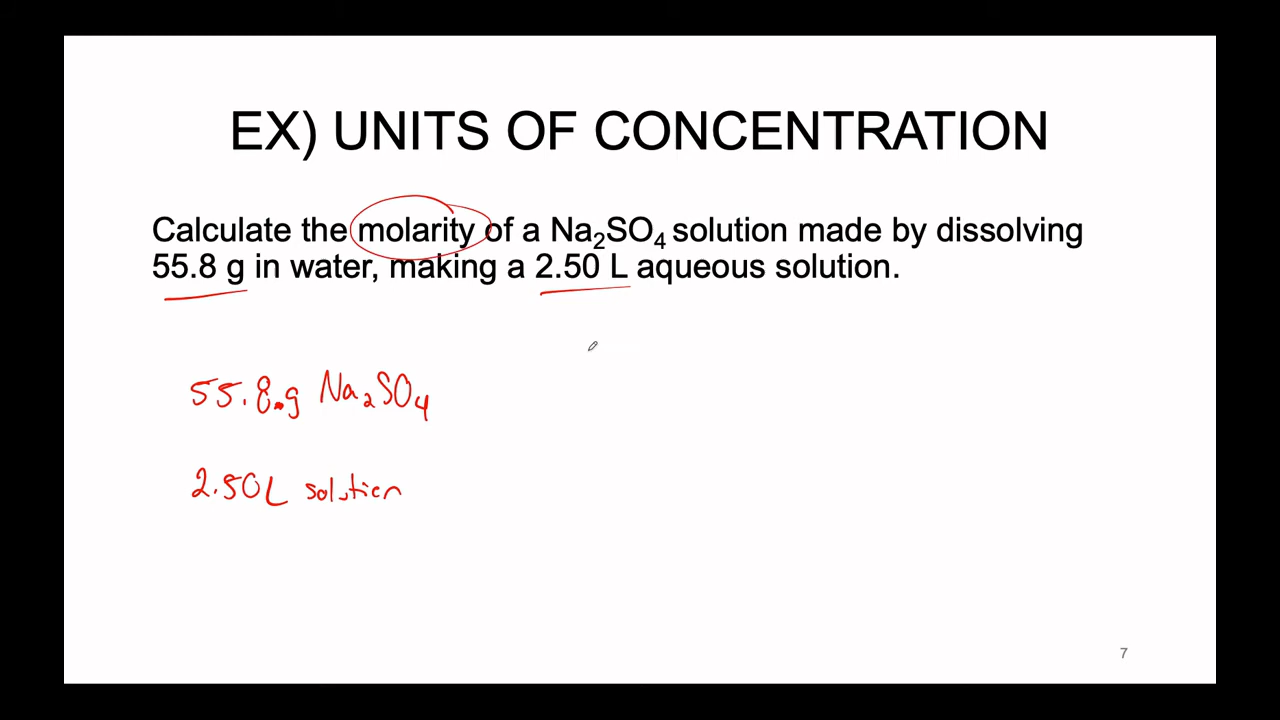 EX) UNITS OF CONCENTRATION
Calculate the molarity of a Na₂SO₄ solution made by dissolving
55.8 g in water, making a 2.50 L aqueous solution.
55.8 g Na₂SO₄
2.50L solution
7